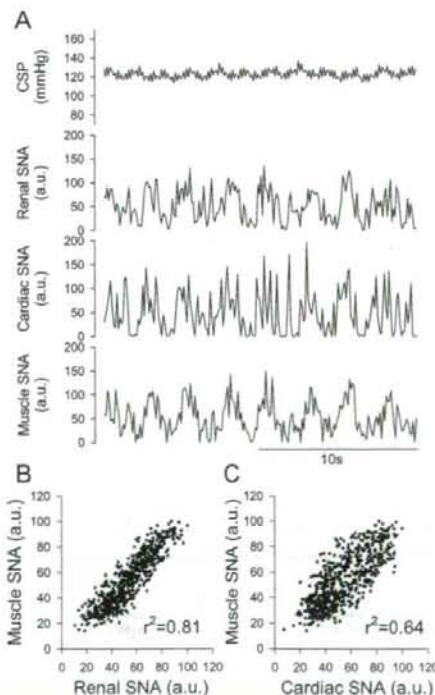 A
CSP
(mmHg)
160
140
120
100
80
Renal SNA
(a.u.)
200
150
100
50
0
Cardiac SNA
(a.u.)
200
150
100
50
0
Muscle SNA
(a.u.)
200
150
100
50
0
10s
B
Muscle SNA (a.u.)
120
100
80
60
40
20
0
r²=0.81
0 20 40 60 80 100 120
Renal SNA (a.u.)
C
Muscle SNA (a.u.)
120
100
80
60
40
20
0
r²=0.64
0 20 40 60 80 100 120
Cardiac SNA (a.u.)